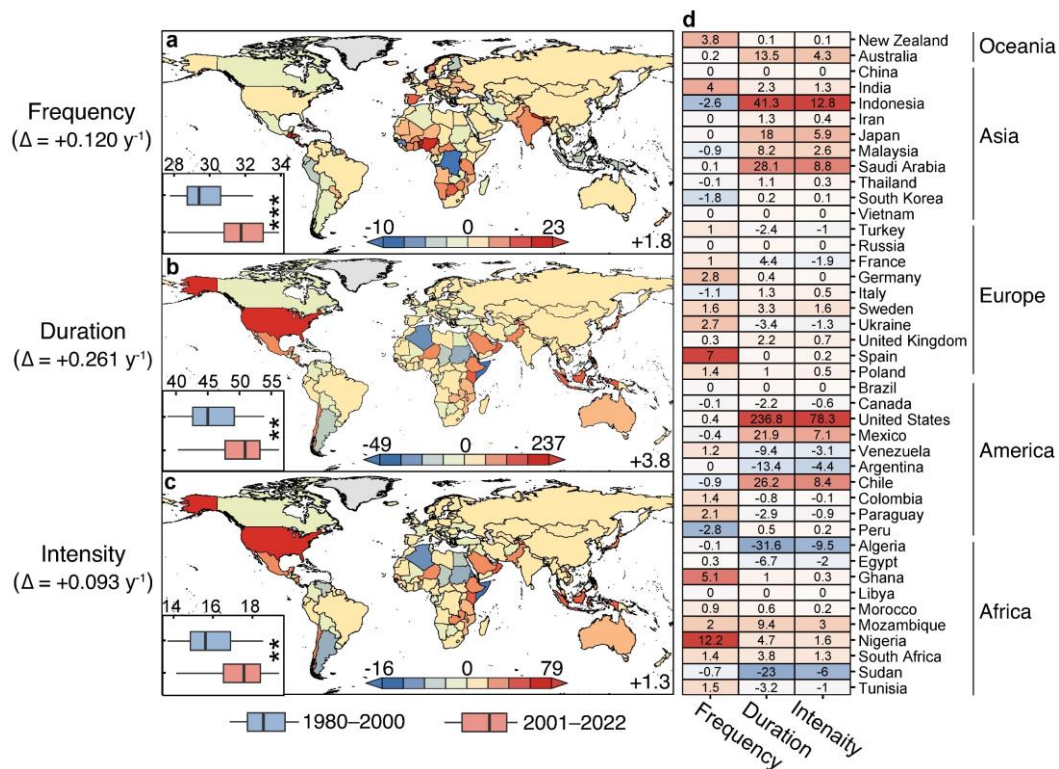 a
Frequency
(Δ = +0.120 y⁻¹)
28 30 32 34
***
-10 0 23
+1.8
b
Duration
(Δ = +0.261 y⁻¹)
40 45 50 55
**
-49 0 237
+3.8
c
Intensity
(Δ = +0.093 y⁻¹)
14 16 18
**
-16 0 79
+1.3
1980–2000 2001–2022
d
3.8 0.1 0.1 New Zealand
0.2 13.5 4.3 Australia
Oceania
0 0 0 China
4 2.3 1.3 India
-2.6 41.3 12.8 Indonesia
0 1.3 0.4 Iran
0 18 5.9 Japan
-0.9 8.2 2.6 Malaysia
0.1 28.1 8.8 Saudi Arabia
-0.1 1.1 0.3 Thailand
-1.8 0.2 0.1 South Korea
0 0 0 Vietnam
Asia
1 -2.4 -1 Turkey
0 0 0 Russia
1 -4.4 -1.9 France
2.8 0.4 0 Germany
-1.1 1.3 0.5 Italy
1.6 3.3 1.6 Sweden
2.7 -3.4 -1.3 Ukraine
0.3 2.2 0.7 United Kingdom
7 0 0.2 Spain
1.4 1 0.5 Poland
Europe
0 0 0 Brazil
-0.1 -2.2 -0.6 Canada
0.4 236.8 78.3 United States
-0.4 21.9 7.1 Mexico
1.2 -9.4 -3.1 Venezuela
0 -13.4 -4.4 Argentina
-0.9 26.2 8.4 Chile
1.4 -0.8 -0.1 Colombia
2.1 -2.9 -0.9 Paraguay
-2.8 0.5 0.2 Peru
America
-0.1 -31.6 -9.5 Algeria
0.3 -6.7 -2 Egypt
5.1 1 0.3 Ghana
0 0 0 Libya
0.9 0.6 0.2 Morocco
2 9.4 3 Mozambique
12.2 4.7 1.6 Nigeria
1.4 3.8 1.3 South Africa
-0.7 -23 -6 Sudan
1.5 -3.2 -1 Tunisia
Africa
Frequency
Duration
Intenaity